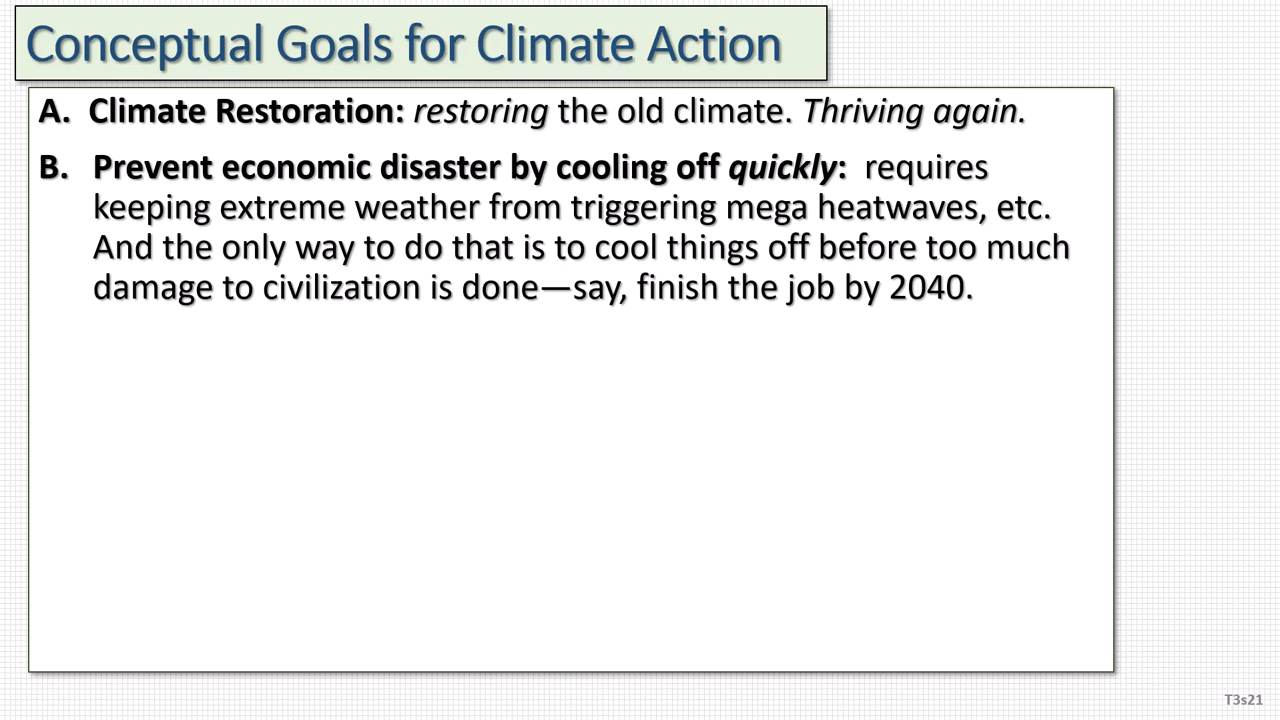 Conceptual Goals for Climate Action
A. Climate Restoration: restoring the old climate. Thriving again.
B. Prevent economic disaster by cooling off quickly: requires
keeping extreme weather from triggering mega heatwaves, etc.
And the only way to do that is to cool things off before too much
damage to civilization is done—say, finish the job by 2040.
T3s21